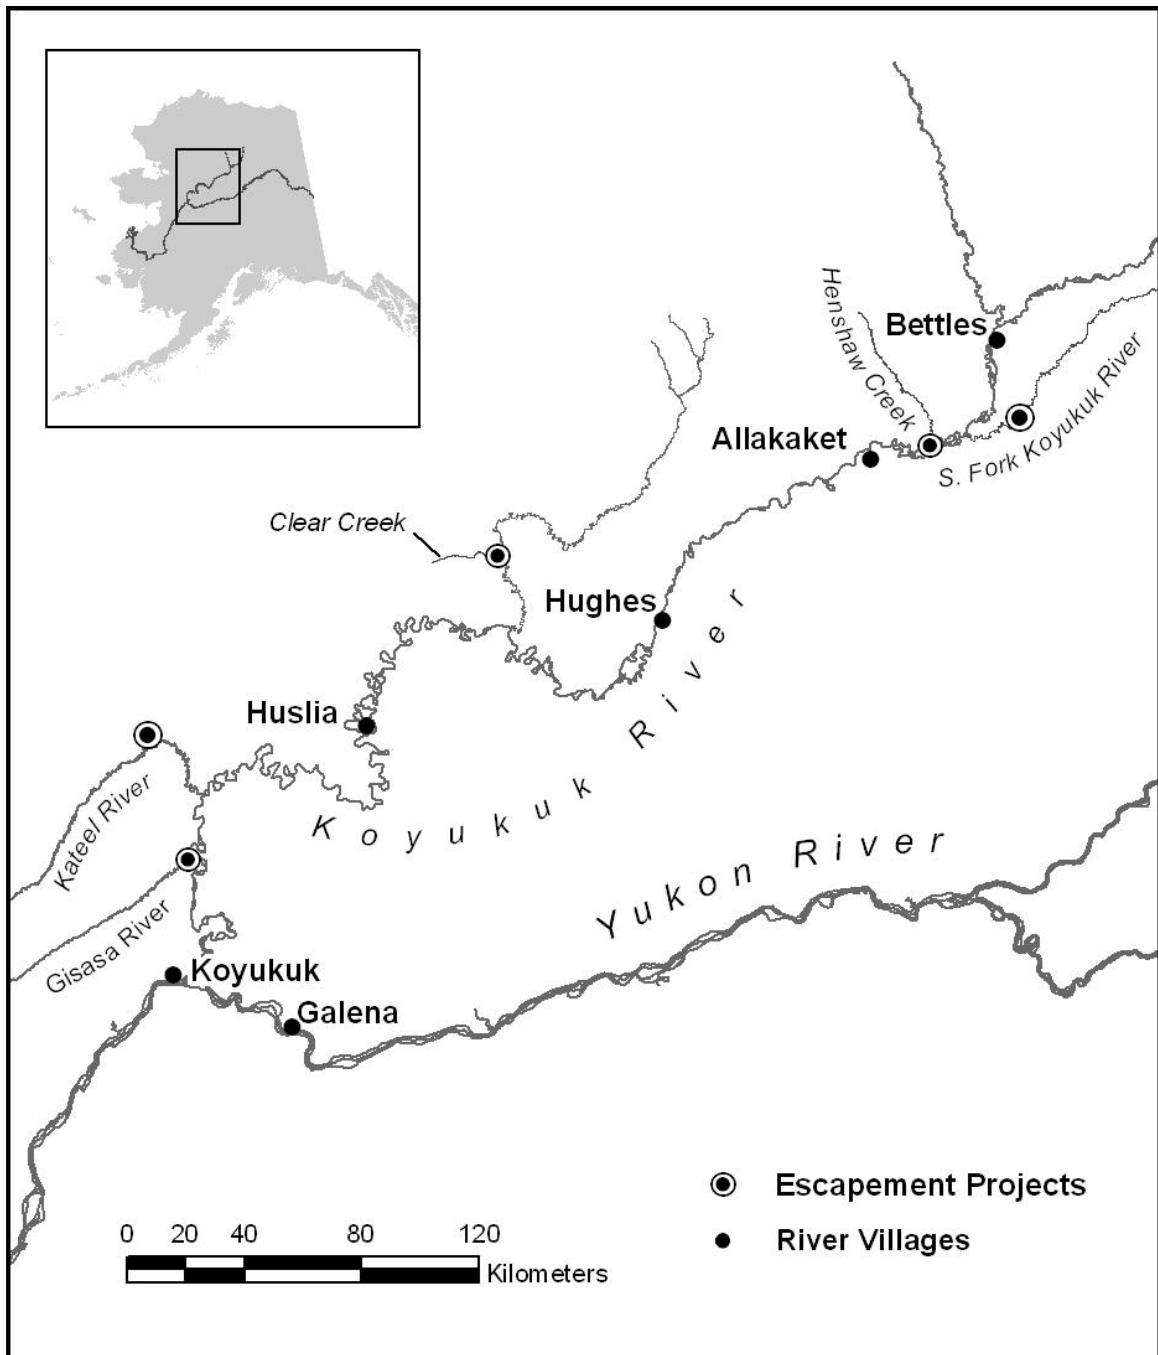 Henshaw Creek
Bettles
S. Fork Koyukuk River
Allakaket
Clear Creek
Hughes
Huslia
Koyukuk River
Kateel River
Yukon River
Gisasa River
Koyukuk
Galena
Escapement Projects
River Villages
0 20 40 80 120
Kilometers